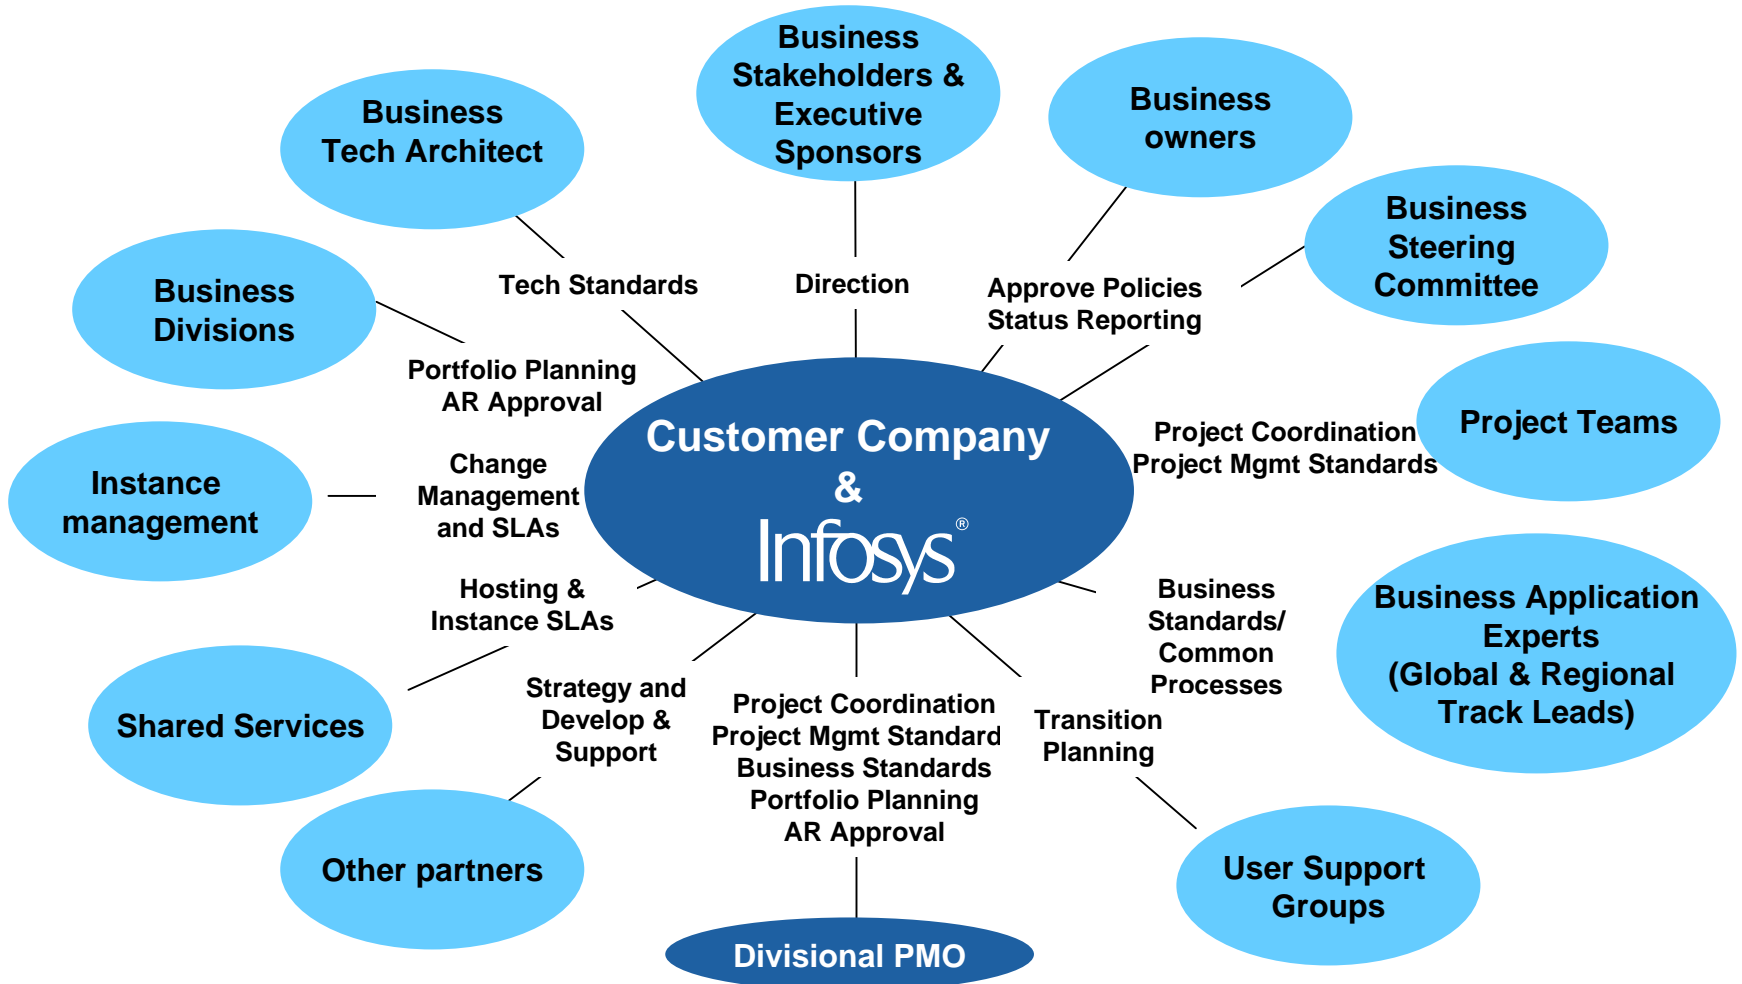 Business
Stakeholders &
Executive
Sponsors
Business
owners
Business
Tech Architect
Business
Steering
Committee
Business
Divisions
Tech Standards
Direction
Approve Policies
Status Reporting
Portfolio Planning
AR Approval
Project Teams
Project Coordination
Project Mgmt Standards
Customer Company
&
Infosys®
Instance
management
Change
Management
and SLAs
Hosting &
Instance SLAs
Business
Standards/
Common
Processes
Business Application
Experts
(Global & Regional
Track Leads)
Shared Services
Strategy and
Develop &
Support
Project Coordination
Project Mgmt Standard
Business Standards
Portfolio Planning
AR Approval
Transition
Planning
Other partners
User Support
Groups
Divisional PMO